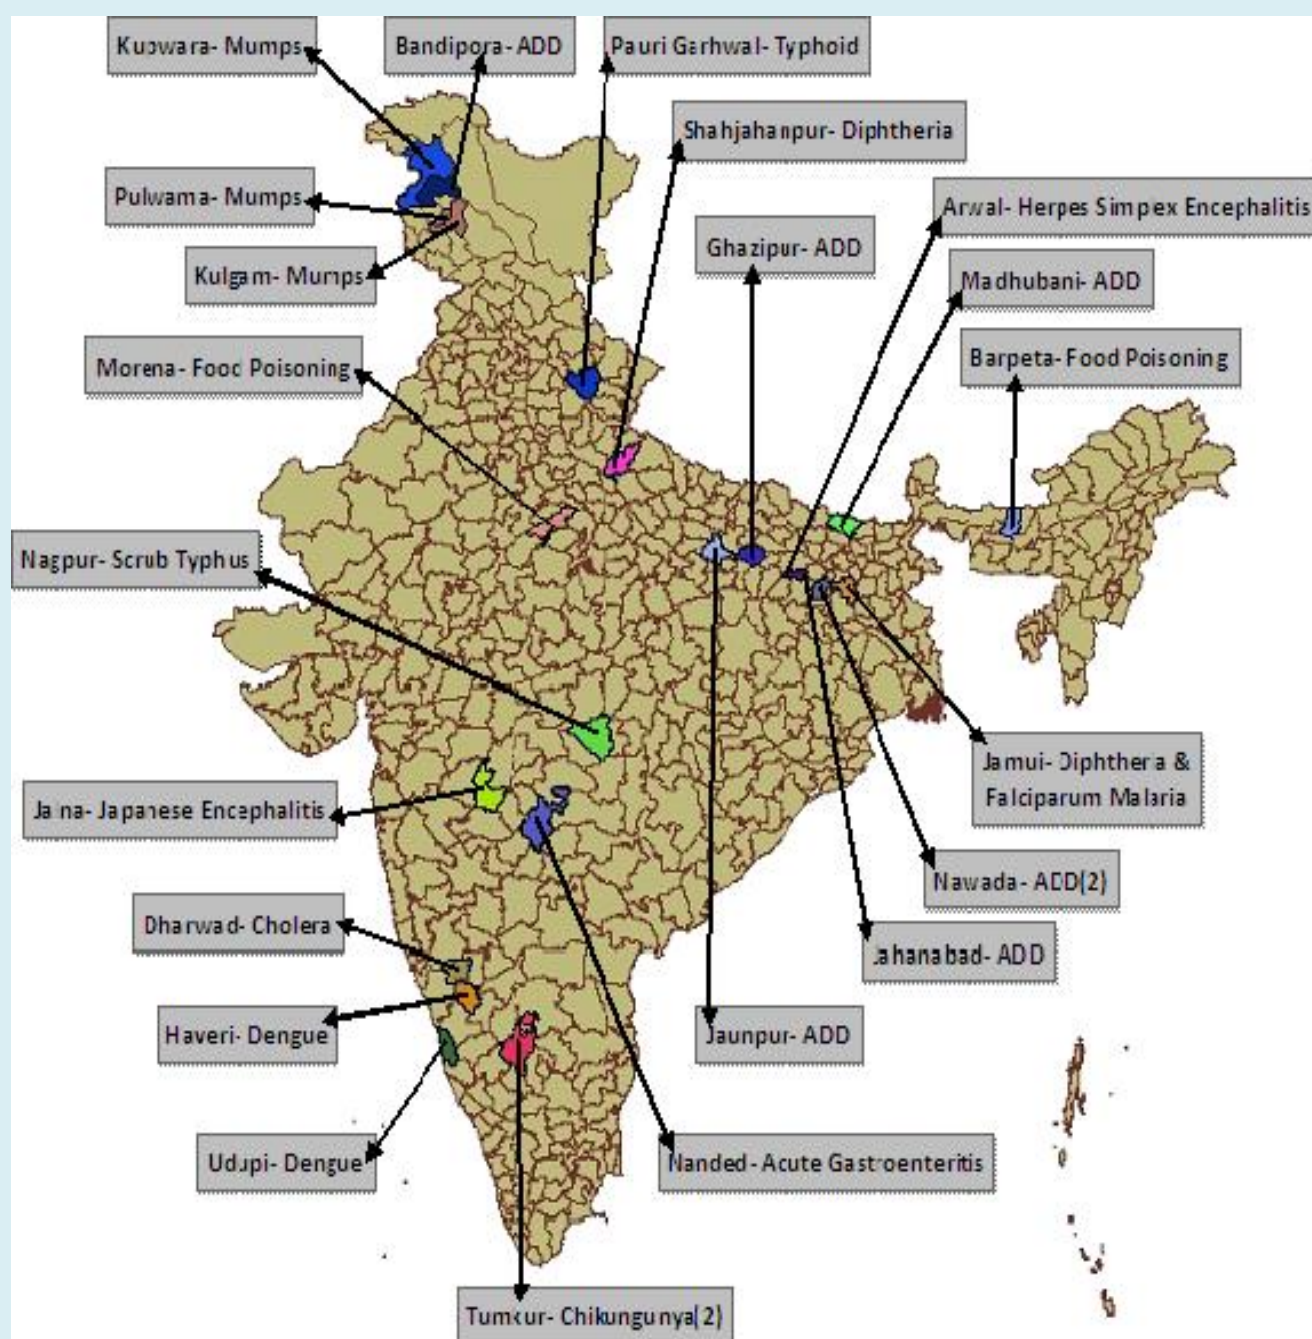 Kupwara- Mumps
Bandipora- ADD
Pauri Garhwal- Typhoid
Shahjahanpur- Diphtheria
Pulwama- Mumps
Arwal- Herpes Simplex Encephalitis
Ghazipur- ADD
Kulgam- Mumps
Madhubani- ADD
Morena- Food Poisoning
Barpeta- Food Poisoning
Nagpur- Scrub Typhus
Jamui- Diphtheria &
Falciparum Malaria
Jalna- Japanese Encephalitis
Nawada- ADD(2)
Dharwad- Cholera
Jahanabad- ADD
Haveri- Dengue
Jaunpur- ADD
Udupi- Dengue
Nanded- Acute Gastroenteritis
Tumkur- Chikungunya(2)